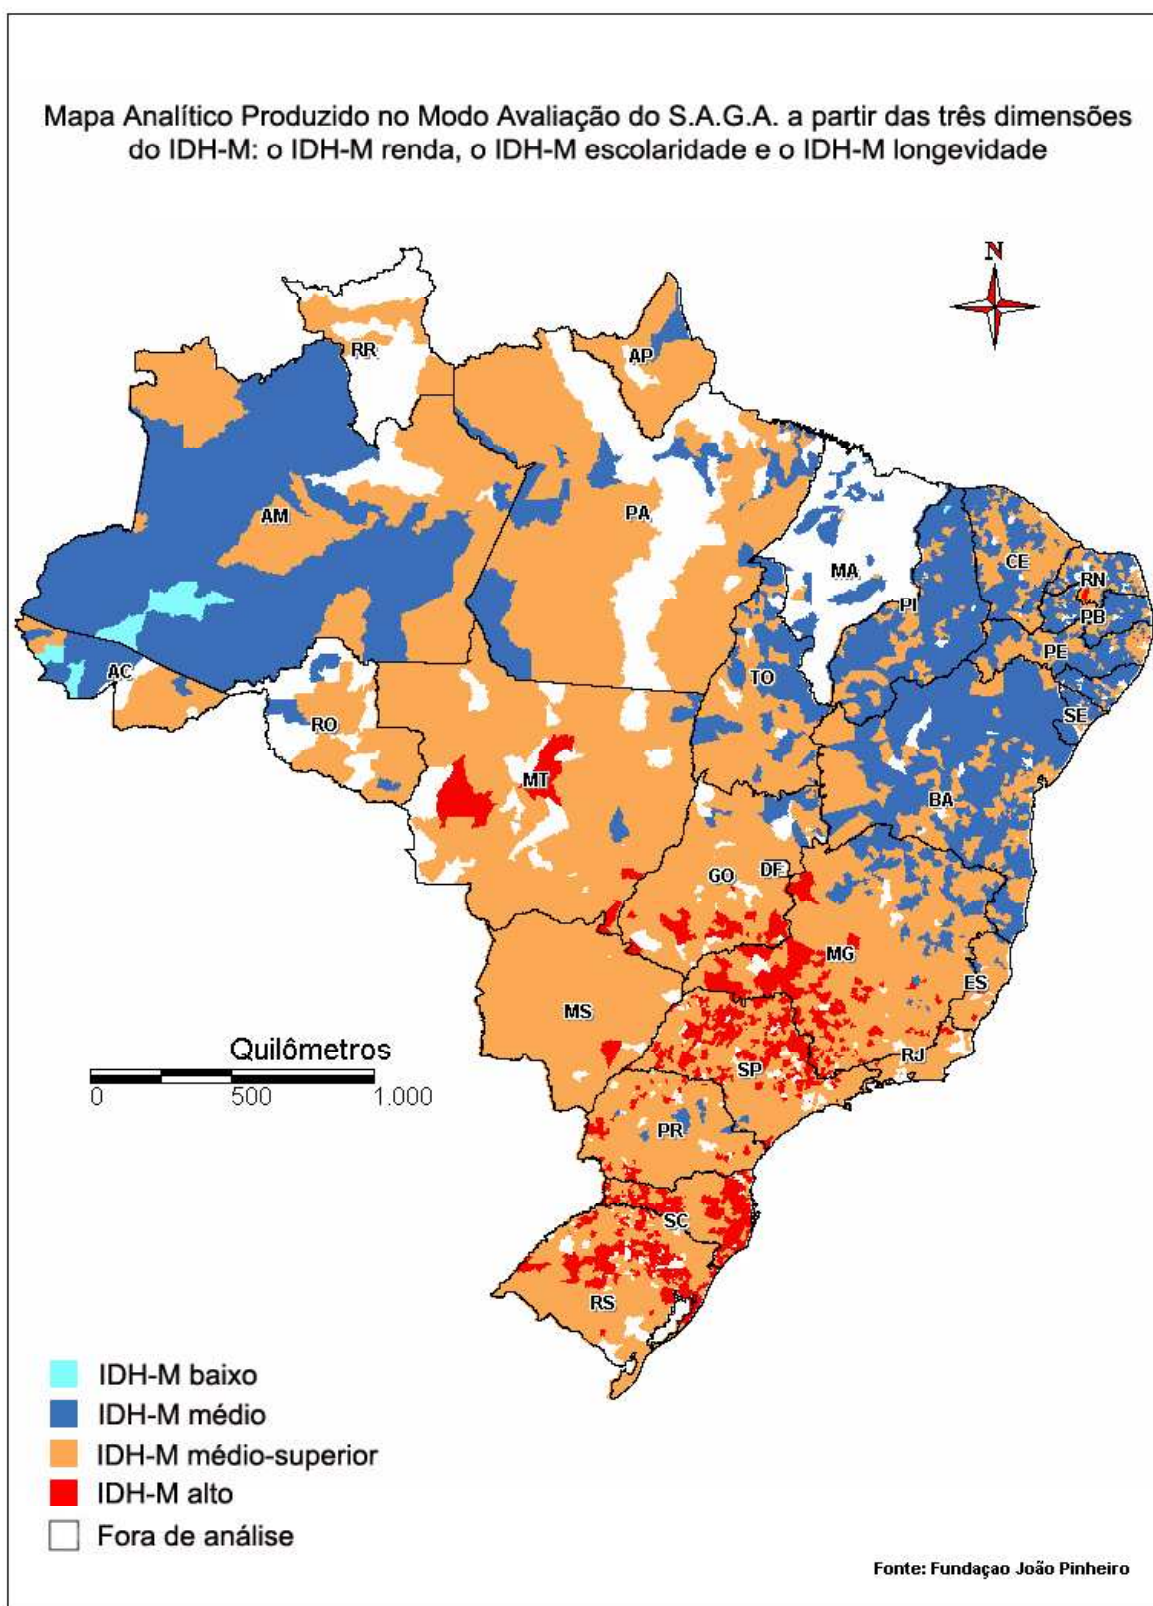 Mapa Analítico Produzido no Modo Avaliação do S.A.G.A. a partir das três dimensões
do IDH-M: o IDH-M renda, o IDH-M escolaridade e o IDH-M longevidade
N
RR
AP
AM
PA
MA
CE
RN
PB
PI
PE
AC
TO
SE
RO
MT
BA
GO
DF
MG
ES
MS
RJ
SP
PR
SC
RS
Quilômetros
0 500 1.000
IDH-M baixo
IDH-M médio
IDH-M médio-superior
IDH-M alto
Fora de análise
Fonte: Fundaçao João Pinheiro